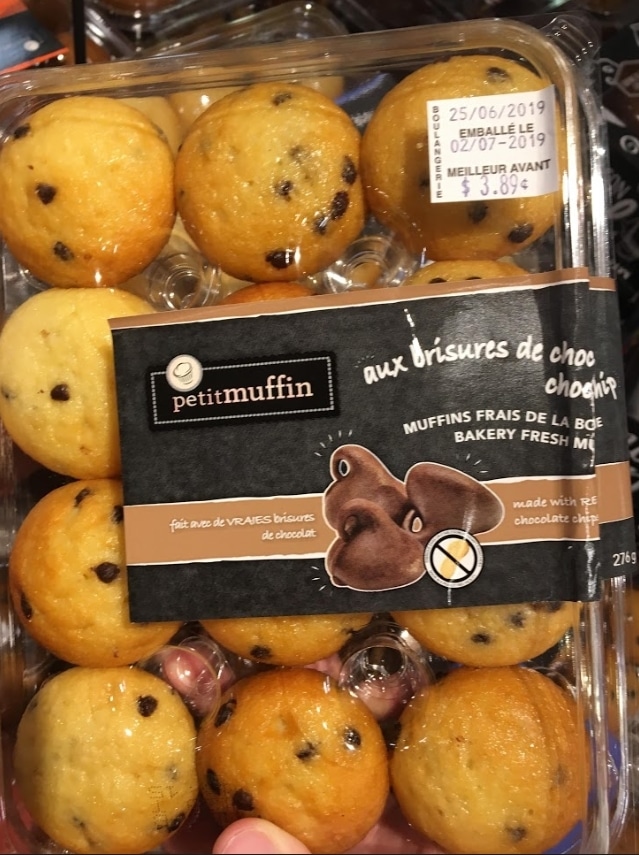 BOULANGERIE
25/06/2019
EMBALLÉ LE
02/07-2019
MEILLEUR AVANT
$ 3.89¢
aux brisures de choc
chocchip
petitmuffin
MUFFINS FRAIS DE LA
BAKERY FRESH
fait avec de VRAIES brisures
de chocolat
made with RE
chocolate chips
276g